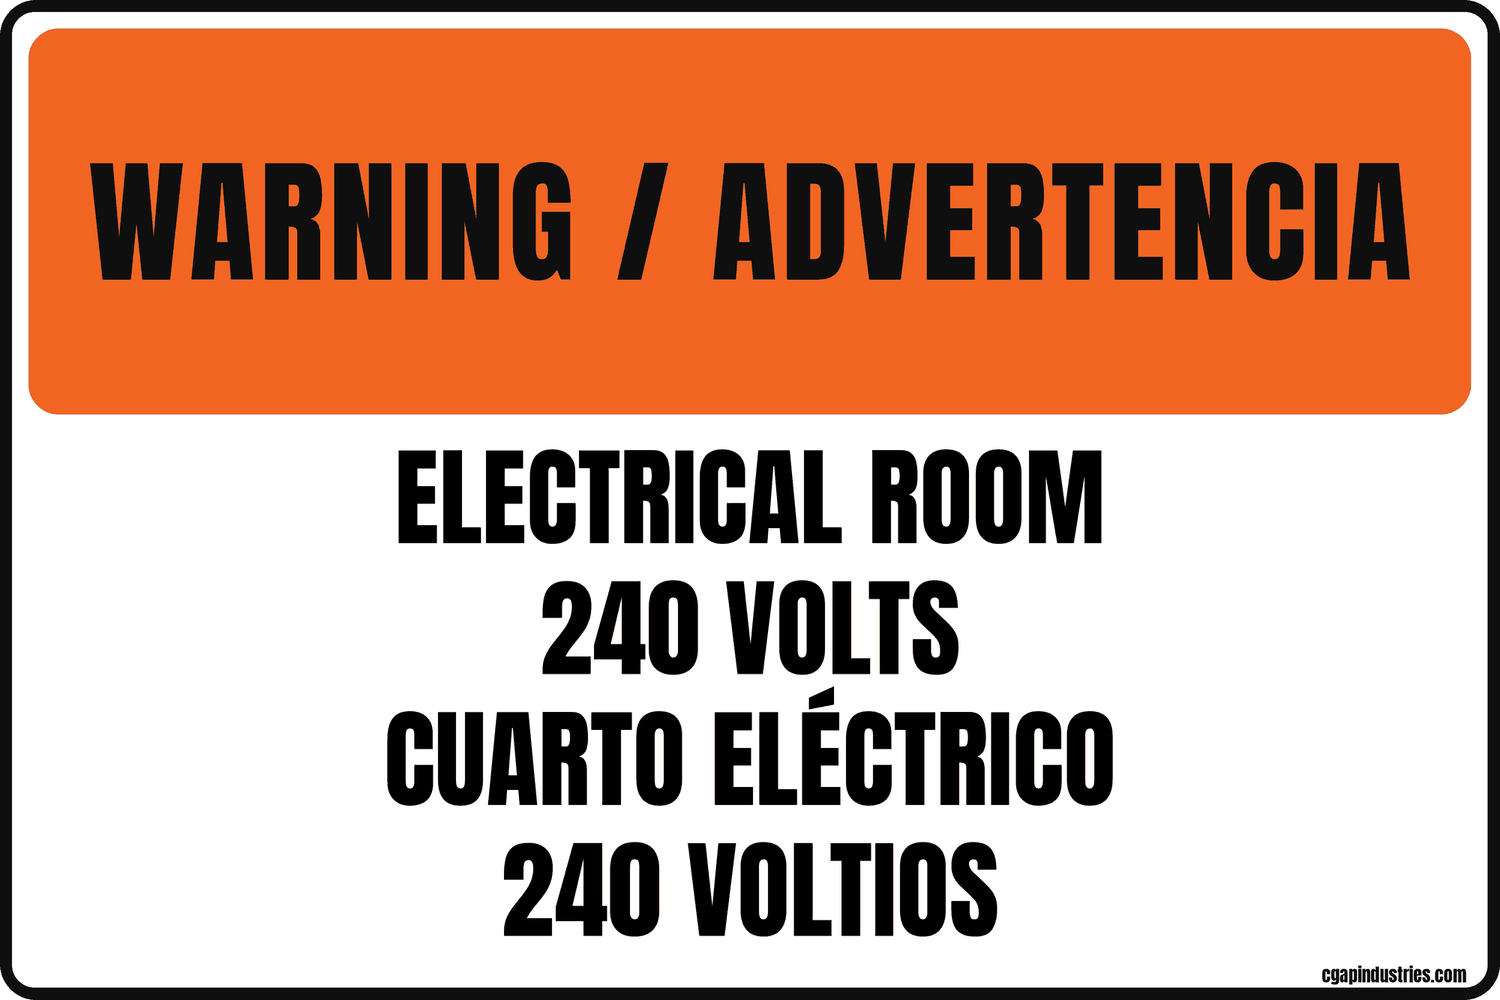 WARNING / ADVERTENCIA
ELECTRICAL ROOM
240 VOLTS
CUARTO ELÉCTRICO
240 VOLTIOS
cgapindustries.com